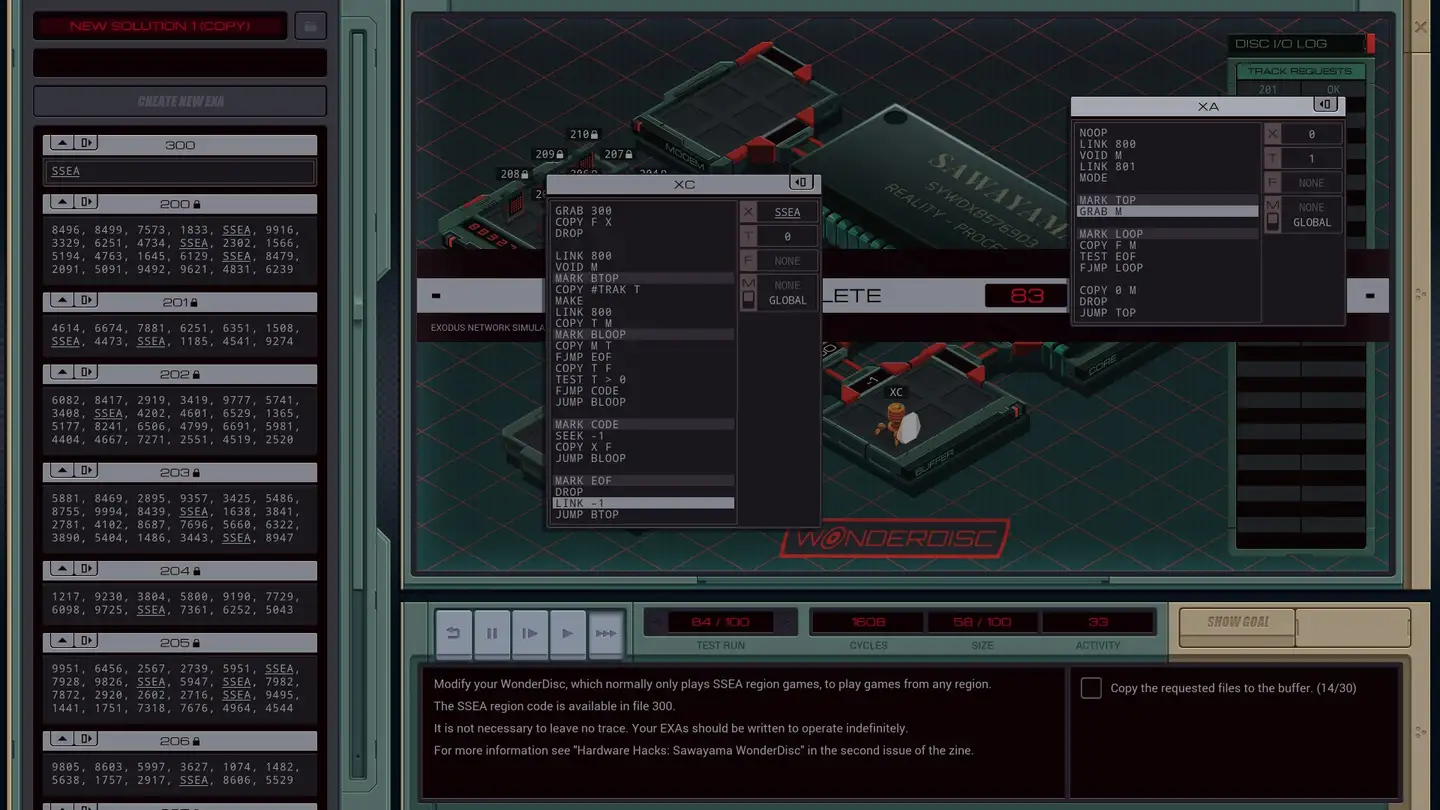 NEW SOLUTION 1 (COPY)
CREATE NEW EXA
300
SSEA
200
8496, 8499, 7573, 1833, SSEA, 9916,
3329, 6251, 4734, SSEA, 2302, 1566,
5194, 4763, 1645, 6129, SSEA, 8479,
2091, 5091, 9492, 9621, 4831, 6239
201
4614, 6674, 7881, 6251, 6351, 1508,
SSEA, 4473, SSEA, 1185, 4541, 9274
202
6082, 8417, 2919, 3419, 9777, 5741,
3408, SSEA, 4202, 4601, 6529, 1365,
5177, 8241, 6506, 4799, 6691, 5981,
4404, 4667, 7271, 2551, 4519, 2520
203
5881, 8469, 2895, 9357, 3425, 5486,
8755, 9994, 8439, SSEA, 1638, 3841,
2781, 4102, 8687, 7696, 5660, 6322,
3890, 5404, 1486, 3443, SSEA, 8947
204
1217, 9230, 3804, 5800, 9190, 7729,
6098, 9725, SSEA, 7361, 6252, 5043
205
9951, 6456, 2567, 2739, 5951, SSEA,
7928, 9826, SSEA, 5947, SSEA, 7982,
7872, 2920, 2602, 2716, SSEA, 9495,
1441, 1751, 7318, 7676, 4964, 4544
206
9805, 8603, 5997, 3627, 1074, 1482,
5638, 1757, 2917, SSEA, 8606, 5529
210
209
207
208
MODEM
SAWAYAMA
REALITY
DISC I/O LOG
TRACK REQUESTS
201 OK
XC
GRAB 300
COPY F X
DROP
LINK 800
VOID M
MARK BTOP
COPY #TRAK T
MAKE
LINK 800
COPY T M
MARK BLOOP
COPY M T
FJMP EOF
COPY T F
TEST T > 0
FJMP CODE
JUMP BLOOP
MARK CODE
SEEK -1
COPY X F
JUMP BLOOP
MARK EOF
DROP
LINK -1
JUMP BTOP
X SSEA
T 0
F NONE
M NONE
GLOBAL
XA
NOOP
LINK 800
VOID M
LINK 801
MODE
MARK TOP
GRAB M
MARK LOOP
COPY F M
TEST EOF
FJMP LOOP
COPY 0 M
DROP
JUMP TOP
X 0
T 1
F NONE
M NONE
GLOBAL
LETE
83
EXODUS NETWORK SIMULA
CORE
-1
XC
BUFFER
WONDERDISC
84 / 100
TEST RUN
1608
CYCLES
58 / 100
SIZE
33
ACTIVITY
SHOW GOAL
Modify your WonderDisc, which normally only plays SSEA region games, to play games from any region.
The SSEA region code is available in file 300.
It is not necessary to leave no trace. Your EXAs should be written to operate indefinitely.
For more information see "Hardware Hacks: Sawayama WonderDisc" in the second issue of the zine.
Copy the requested files to the buffer. (14/30)